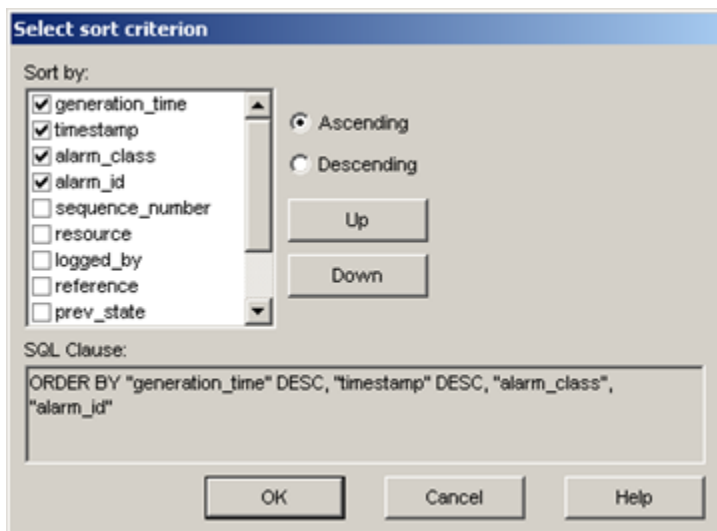 Select sort criterion
Sort by:
generation_time
timestamp
alarm_class
alarm_id
sequence_number
resource
logged_by
reference
prev_state
Ascending
Descending
Up
Down
SQL Clause:
ORDER BY "generation_time" DESC, "timestamp" DESC, "alarm_class",
"alarm_id"
OK
Cancel
Help